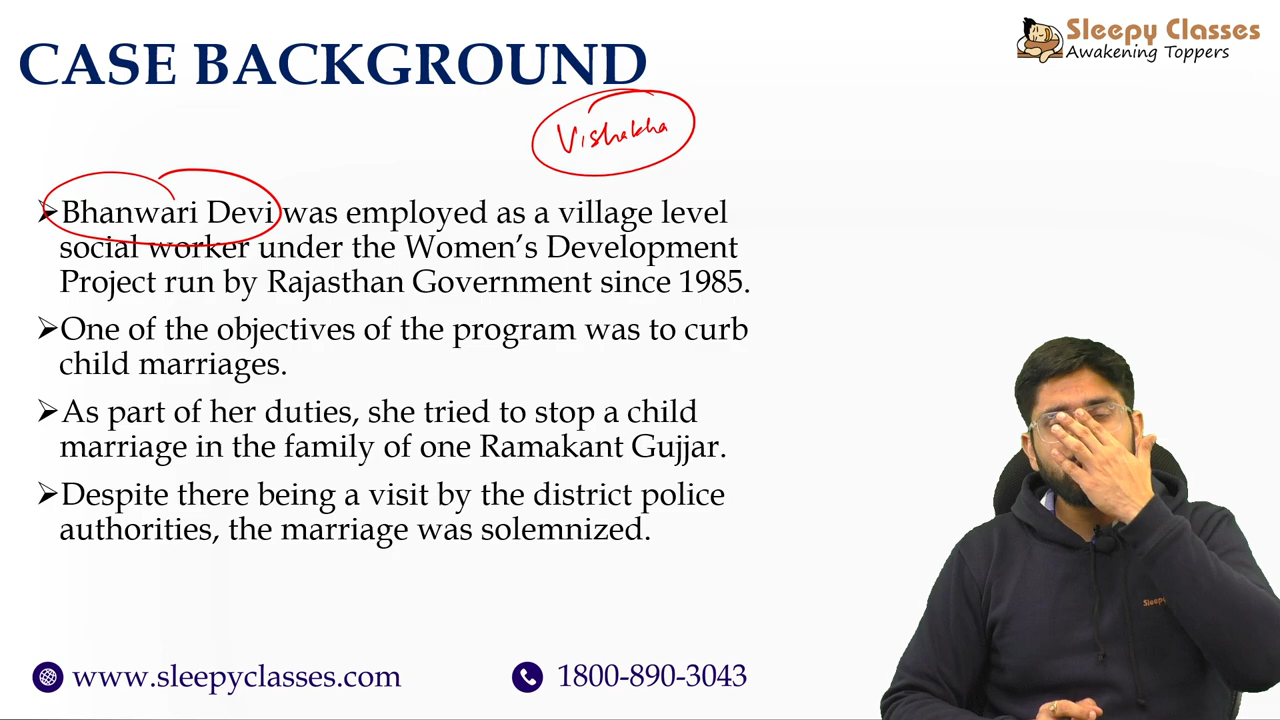 CASE BACKGROUND
Sleepy Classes
Awakening Toppers
Vishakha
➢Bhanwari Devi was employed as a village level
social worker under the Women’s Development
Project run by Rajasthan Government since 1985.
➢One of the objectives of the program was to curb
child marriages.
➢As part of her duties, she tried to stop a child
marriage in the family of one Ramakant Gujjar.
➢Despite there being a visit by the district police
authorities, the marriage was solemnized.
Sleepy
www.sleepyclasses.com
1800-890-3043